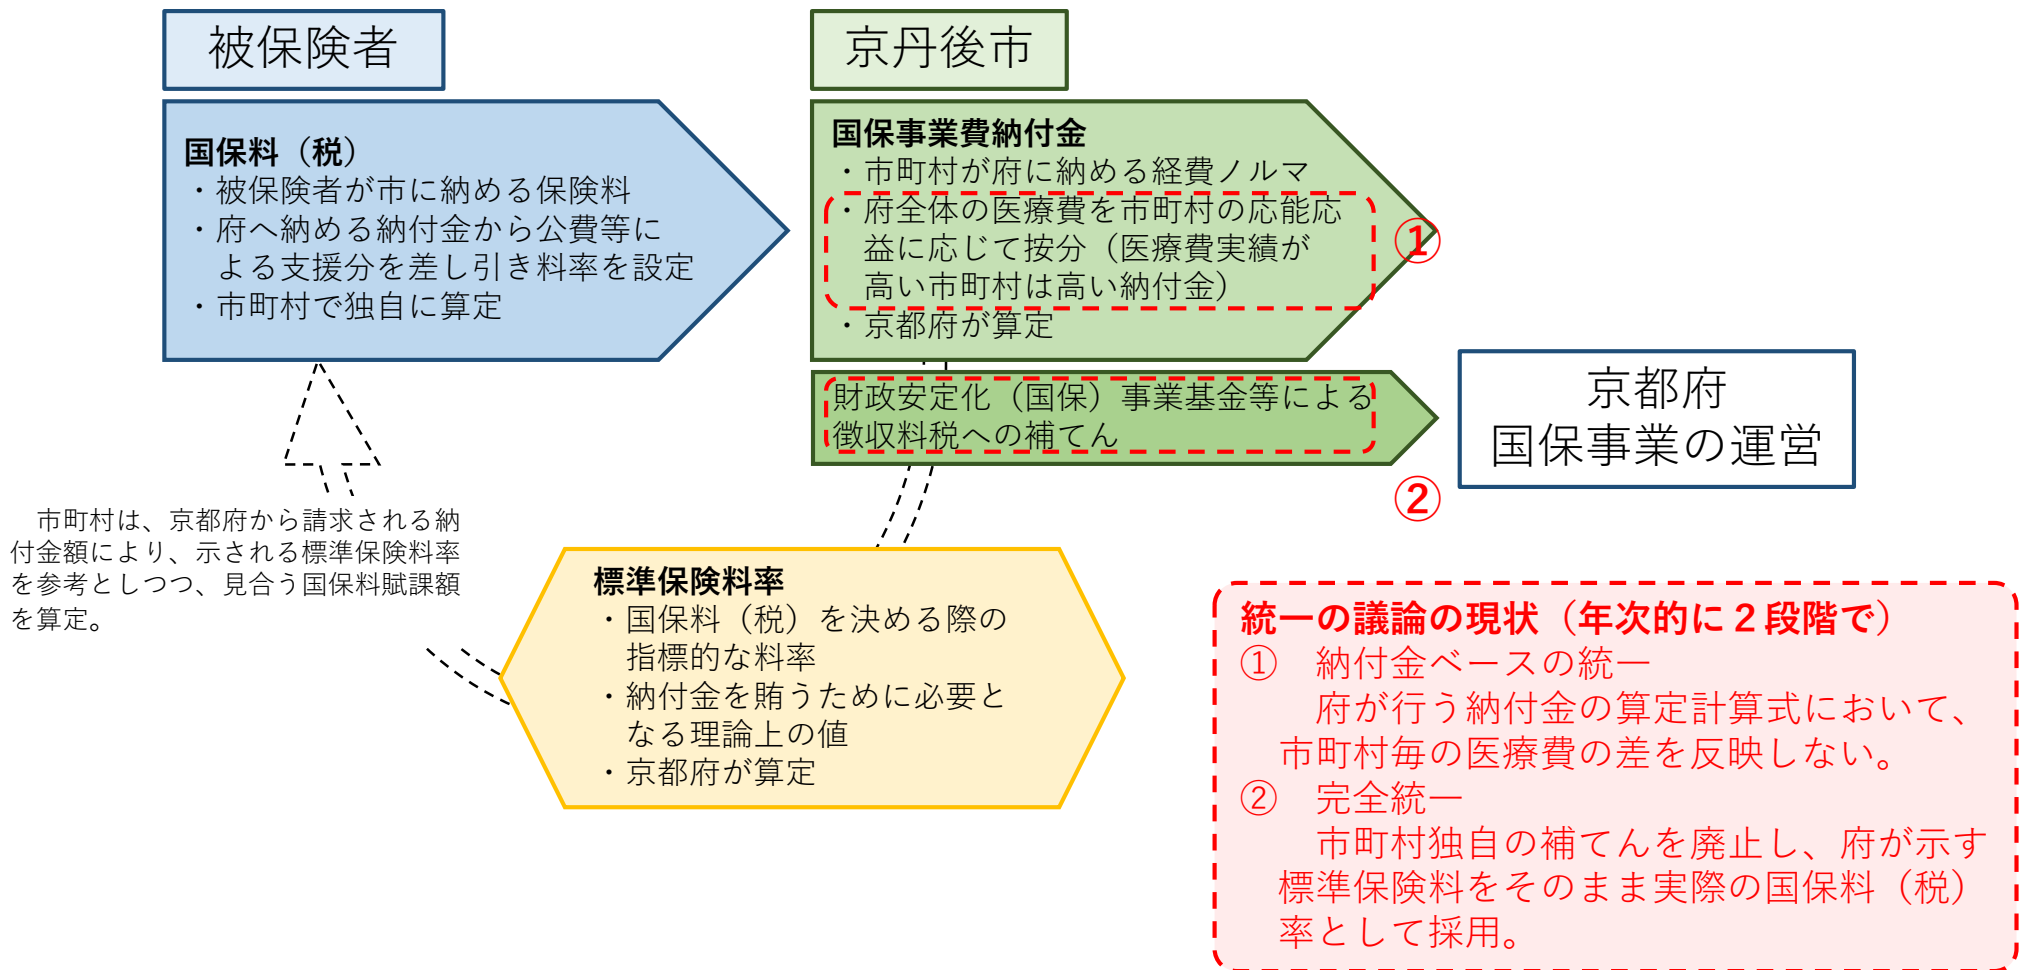 被保険者
国保料（税）
・被保険者が市に納める保険料
・府へ納める納付金から公費等に
よる支援分を差し引き料率を設定
・市町村で独自に算定
京丹後市
国保事業費納付金
・市町村が府に納める経費ノルマ
・府全体の医療費を市町村の応能応
益に応じて按分（医療費実績が
高い市町村は高い納付金）
・京都府が算定
①
財政安定化（国保）事業基金等による
徴収料税への補てん
②
京都府
国保事業の運営
市町村は、京都府から請求される納
付金額により、示される標準保険料率
を参考としつつ、見合う国保料賦課額
を算定。
標準保険料率
・国保料（税）を決める際の
指標的な料率
・納付金を賄うために必要と
なる理論上の値
・京都府が算定
統一の議論の現状（年次的に２段階で）
①　納付金ベースの統一
府が行う納付金の算定計算式において、
市町村毎の医療費の差を反映しない。
②　完全統一
市町村独自の補てんを廃止し、府が示す
標準保険料をそのまま実際の国保料（税）
率として採用。